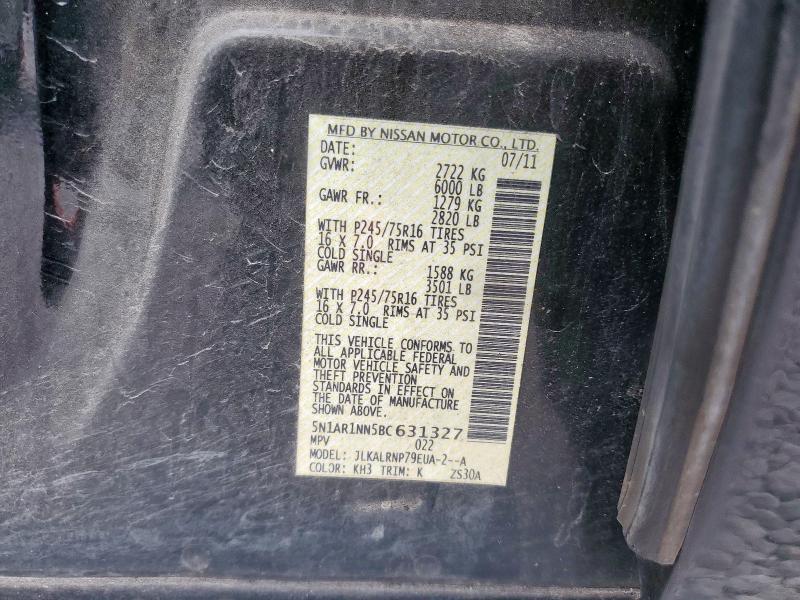 MFD BY NISSAN MOTOR CO., LTD.
DATE: 07/11
GVWR: 2722 KG
6000 LB
GAWR FR.: 1279 KG
2820 LB
WITH P245/75R16 TIRES
16 X 7.0 RIMS AT 35 PSI
COLD SINGLE
GAWR RR.: 1588 KG
3501 LB
WITH P245/75R16 TIRES
16 X 7.0 RIMS AT 35 PSI
COLD SINGLE
THIS VEHICLE CONFORMS TO
ALL APPLICABLE FEDERAL
MOTOR VEHICLE SAFETY AND
THEFT PREVENTION
STANDARDS IN EFFECT ON
THE DATE OF MANUFACTURE
SHOWN ABOVE.
5N1AR1NN5BC631327
MPV 022
MODEL: JLKALRNP79EUA-2--A
COLOR: KH3 TRIM: K ZS30A